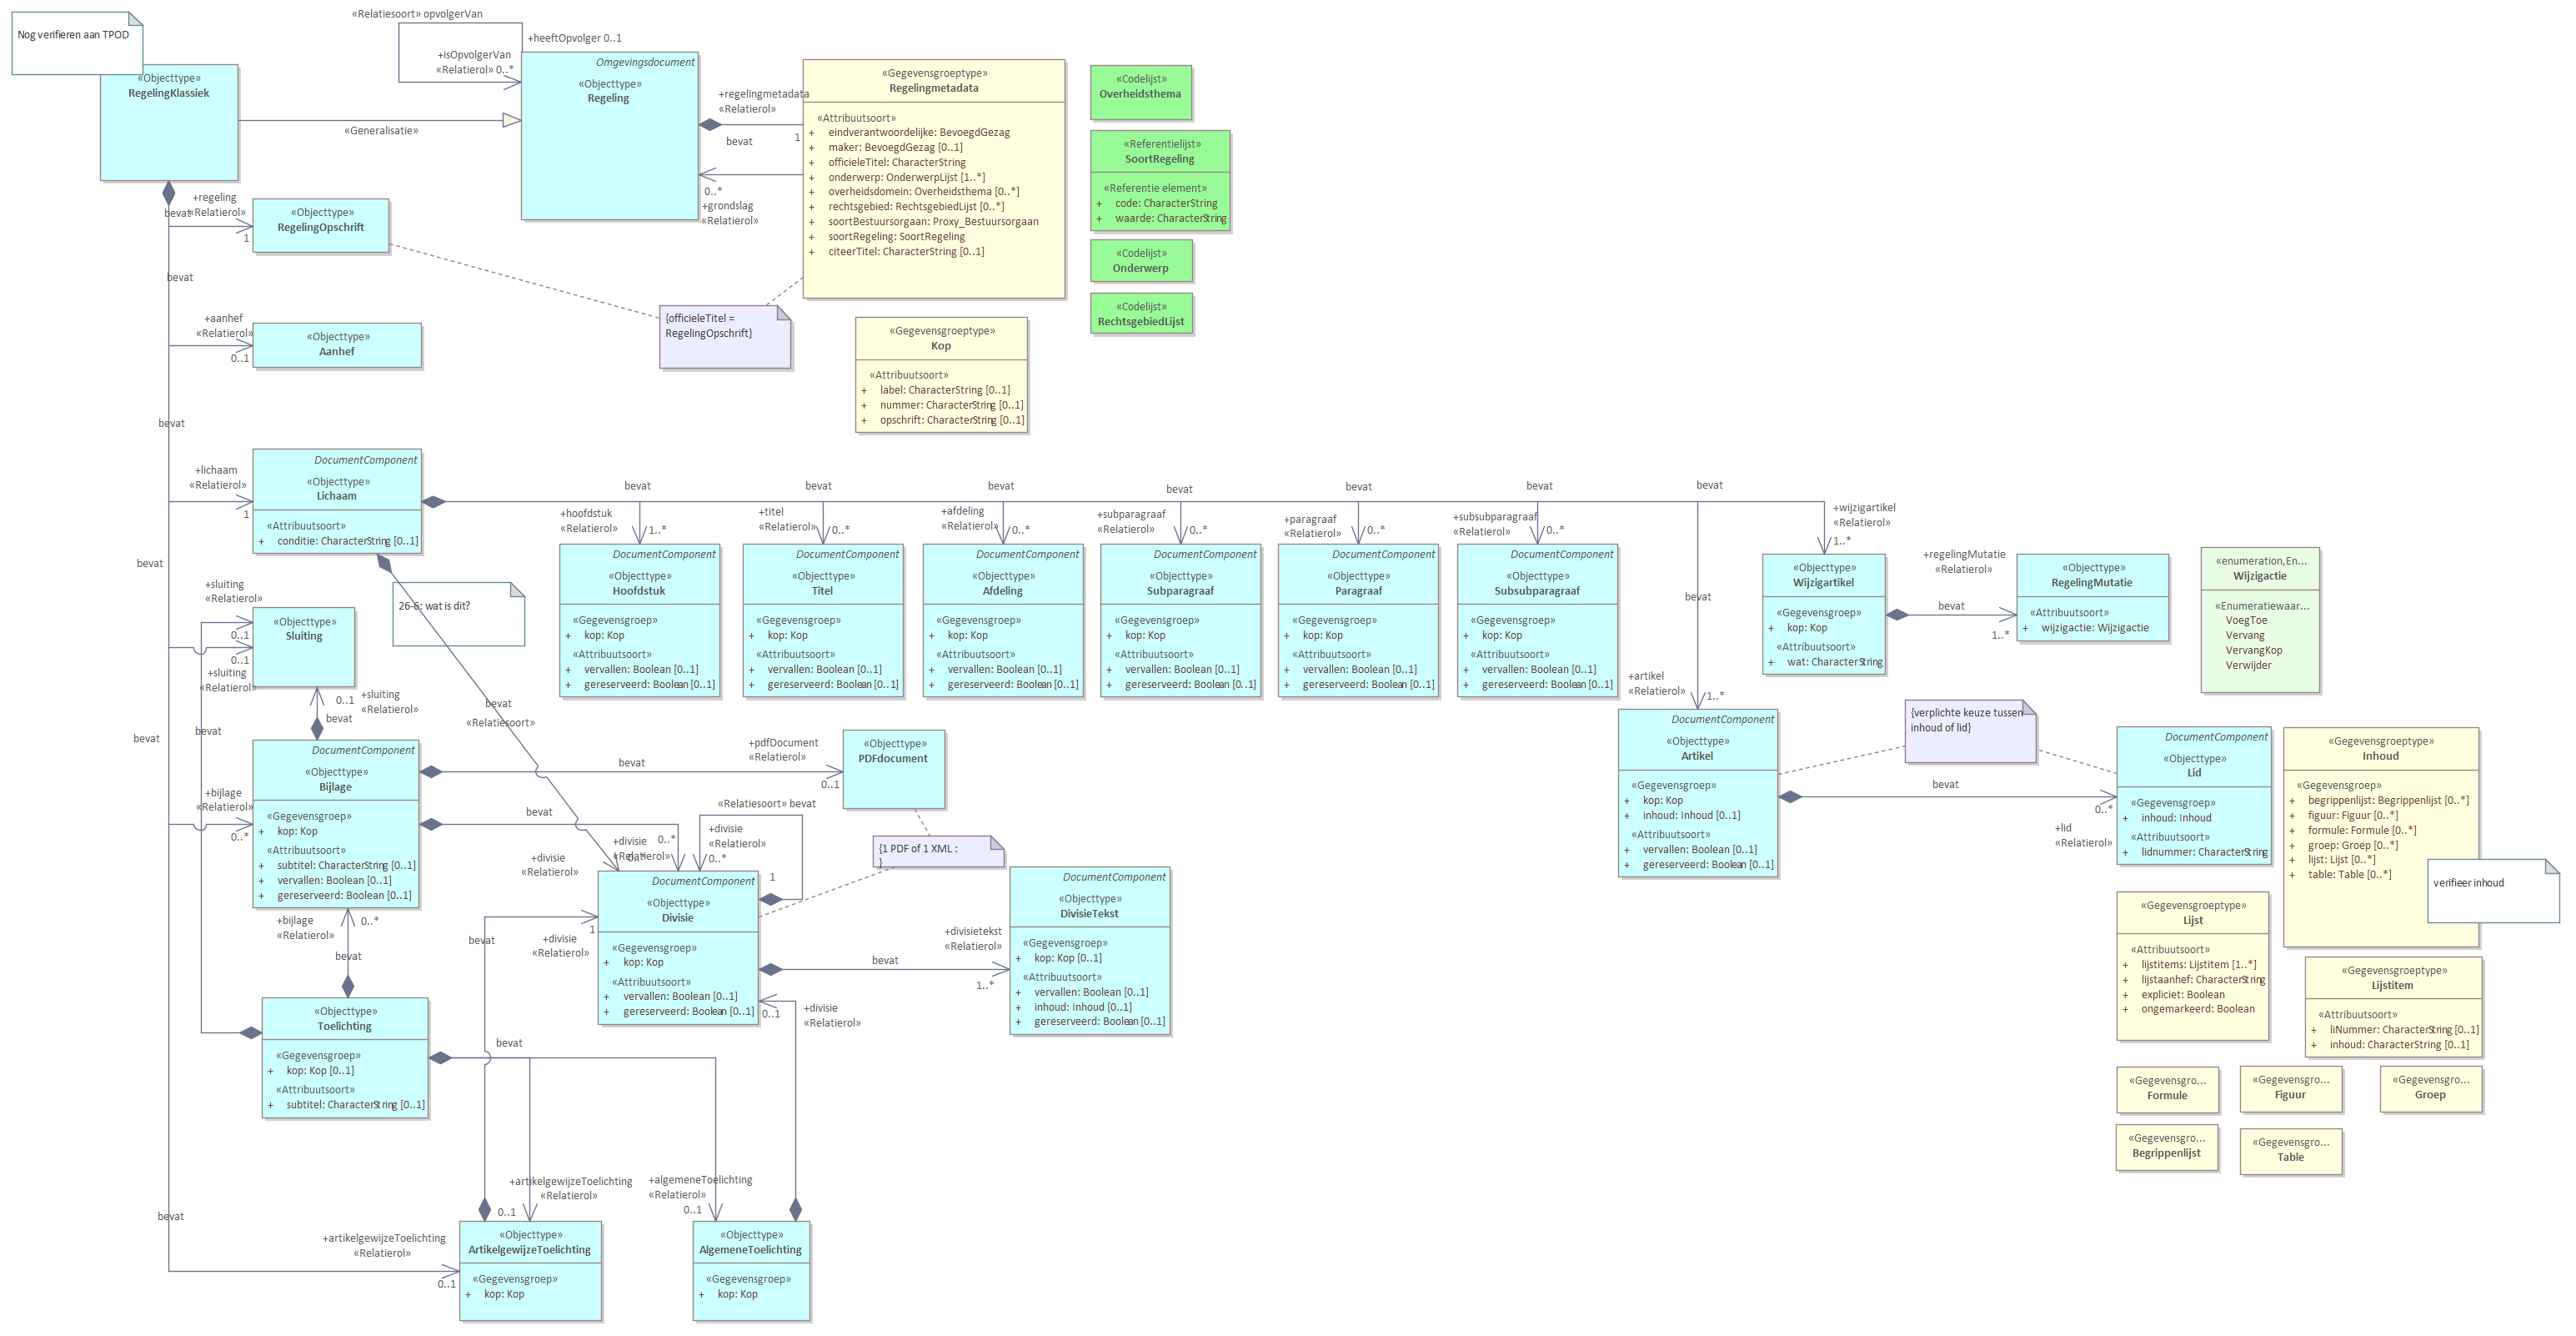 Nog verifieren aan TPOD
«Objecttype»
RegelingKlassiek
«Relatiesoort» opvolgerVan
+heeftOpvolger 0..1
+isOpvolgerVan
«Relatierol» 0..*
Omgevingsdocument
«Objecttype»
Regeling
«Generalisatie»
+regelingmetadata
«Relatierol»
1
bevat
0..*
+grondslag
«Relatierol»
«Gegevensgroeptype»
Regelingmetadata
«Attribuutsoort»
+ eindverantwoordelijke: BevoegdGezag
+ maker: BevoegdGezag [0..1]
+ officieleTitel: CharacterString
+ onderwerp: OnderwerpLijst [1..*]
+ overheidsdomein: Overheidsthema [0..*]
+ rechtsgebied: RechtsgebiedLijst [0..*]
+ soortBestuursorgaan: Proxy_Bestuursorgaan
+ soortRegeling: SoortRegeling
+ citeerTitel: CharacterString [0..1]
«Codelijst»
Overheidsthema
«Referentielijst»
SoortRegeling
«Referentie element»
+ code: CharacterString
+ waarde: CharacterString
«Codelijst»
Onderwerp
«Codelijst»
RechtsgebiedLijst
+regeling
bevat
«Relatierol»
1
«Objecttype»
RegelingOpschrift
bevat
{officieleTitel =
RegelingOpschrift}
+aanhef
«Relatierol»
0..1
«Objecttype»
Aanhef
«Gegevensgroeptype»
Kop
«Attribuutsoort»
+ label: CharacterString [0..1]
+ nummer: CharacterString [0..1]
+ opschrift: CharacterString [0..1]
bevat
+lichaam
«Relatierol»
1
DocumentComponent
«Objecttype»
Lichaam
«Attribuutsoort»
+ conditie: CharacterString [0..1]
bevat
+hoofdstuk
«Relatierol»
1..*
DocumentComponent
«Objecttype»
Hoofdstuk
«Gegevensgroep»
+ kop: Kop
«Attribuutsoort»
+ vervallen: Boolean [0..1]
+ gereserveerd: Boolean [0..1]
bevat
+titel
«Relatierol»
0..*
DocumentComponent
«Objecttype»
Titel
«Gegevensgroep»
+ kop: Kop
«Attribuutsoort»
+ vervallen: Boolean [0..1]
+ gereserveerd: Boolean [0..1]
bevat
+afdeling
«Relatierol»
0..*
DocumentComponent
«Objecttype»
Afdeling
«Gegevensgroep»
+ kop: Kop
«Attribuutsoort»
+ vervallen: Boolean [0..1]
+ gereserveerd: Boolean [0..1]
bevat
+subparagraaf
«Relatierol»
0..*
DocumentComponent
«Objecttype»
Subparagraaf
«Gegevensgroep»
+ kop: Kop
«Attribuutsoort»
+ vervallen: Boolean [0..1]
+ gereserveerd: Boolean [0..1]
bevat
+paragraaf
«Relatierol»
0..*
DocumentComponent
«Objecttype»
Paragraaf
«Gegevensgroep»
+ kop: Kop
«Attribuutsoort»
+ vervallen: Boolean [0..1]
+ gereserveerd: Boolean [0..1]
bevat
+subsubparagraaf
«Relatierol»
0..*
DocumentComponent
«Objecttype»
Subsubparagraaf
«Gegevensgroep»
+ kop: Kop
«Attribuutsoort»
+ vervallen: Boolean [0..1]
+ gereserveerd: Boolean [0..1]
bevat
bevat
+wijzigartikel
«Relatierol»
1..*
«Objecttype»
Wijzigartikel
«Gegevensgroep»
+ kop: Kop
«Attribuutsoort»
+ wat: CharacterString
+regelingMutatie
«Relatierol»
bevat
1..*
«Objecttype»
RegelingMutatie
«Attribuutsoort»
+ wijzigactie: Wijzigactie
«enumeration,En...
Wijzigactie
«Enumeratiewaar...
VoegToe
Vervang
VervangKop
Verwijder
bevat
+sluiting
«Relatierol»
0..1
0..1
+sluiting
«Relatierol»
«Objecttype»
Sluiting
26-6: wat is dit?
bevat
«Relatiesoort»
0..1
+sluiting
«Relatierol»
bevat
bevat
bevat
+bijlage
«Relatierol»
0..*
DocumentComponent
«Objecttype»
Bijlage
«Gegevensgroep»
+ kop: Kop
«Attribuutsoort»
+ subtitel: CharacterString [0..1]
+ vervallen: Boolean [0..1]
+ gereserveerd: Boolean [0..1]
bevat
+pdfDocument
«Relatierol»
0..1
«Objecttype»
PDFdocument
bevat
+divisie
«Relatierol»
0..*
+divisie
«Relatierol»
0..*
«Relatiesoort» bevat
+divisie
«Relatierol»
0..*
1
{1 PDF of 1 XML :
}
DocumentComponent
«Objecttype»
Divisie
«Gegevensgroep»
+ kop: Kop
«Attribuutsoort»
+ vervallen: Boolean [0..1]
+ gereserveerd: Boolean [0..1]
1
+divisie
«Relatierol»
bevat
+divisietekst
«Relatierol»
bevat
1..*
DocumentComponent
«Objecttype»
DivisieTekst
«Gegevensgroep»
+ kop: Kop [0..1]
«Attribuutsoort»
+ vervallen: Boolean [0..1]
+ inhoud: Inhoud [0..1]
+ gereserveerd: Boolean [0..1]
0..1
+divisie
«Relatierol»
+artikel
«Relatierol»
1..*
DocumentComponent
«Objecttype»
Artikel
«Gegevensgroep»
+ kop: Kop
+ inhoud: Inhoud [0..1]
«Attribuutsoort»
+ vervallen: Boolean [0..1]
+ gereserveerd: Boolean [0..1]
{verplichte keuze tussen
inhoud of lid}
bevat
0..*
+lid
«Relatierol»
DocumentComponent
«Objecttype»
Lid
«Gegevensgroep»
+ inhoud: Inhoud
«Attribuutsoort»
+ lidnummer: CharacterString
«Gegevensgroeptype»
Inhoud
«Gegevensgroep»
+ begrippenlijst: Begrippenlijst [0..*]
+ figuur: Figuur [0..*]
+ formule: Formule [0..*]
+ groep: Groep [0..*]
+ lijst: Lijst [0..*]
+ table: Table [0..*]
verifieer inhoud
«Gegevensgroeptype»
Lijst
«Attribuutsoort»
+ lijstitems: Lijstitem [1..*]
+ lijstaanhef: CharacterString
+ expliciet: Boolean
+ ongemarkeerd: Boolean
«Gegevensgroeptype»
Lijstitem
«Attribuutsoort»
+ liNummer: CharacterString [0..1]
+ inhoud: CharacterString [0..1]
«Gegevensgro...
Formule
«Gegevensgro...
Figuur
«Gegevensgro...
Groep
«Gegevensgro...
Begrippenlijst
«Gegevensgro...
Table
+bijlage
«Relatierol»
0..*
bevat
«Objecttype»
Toelichting
«Gegevensgroep»
+ kop: Kop [0..1]
«Attribuutsoort»
+ subtitel: CharacterString [0..1]
bevat
+artikelgewijzeToelichting
«Relatierol»
0..1
+algemeneToelichting
«Relatierol»
0..1
bevat
+artikelgewijzeToelichting
«Relatierol»
0..1
«Objecttype»
ArtikelgewijzeToelichting
«Gegevensgroep»
+ kop: Kop
«Objecttype»
AlgemeneToelichting
«Gegevensgroep»
+ kop: Kop